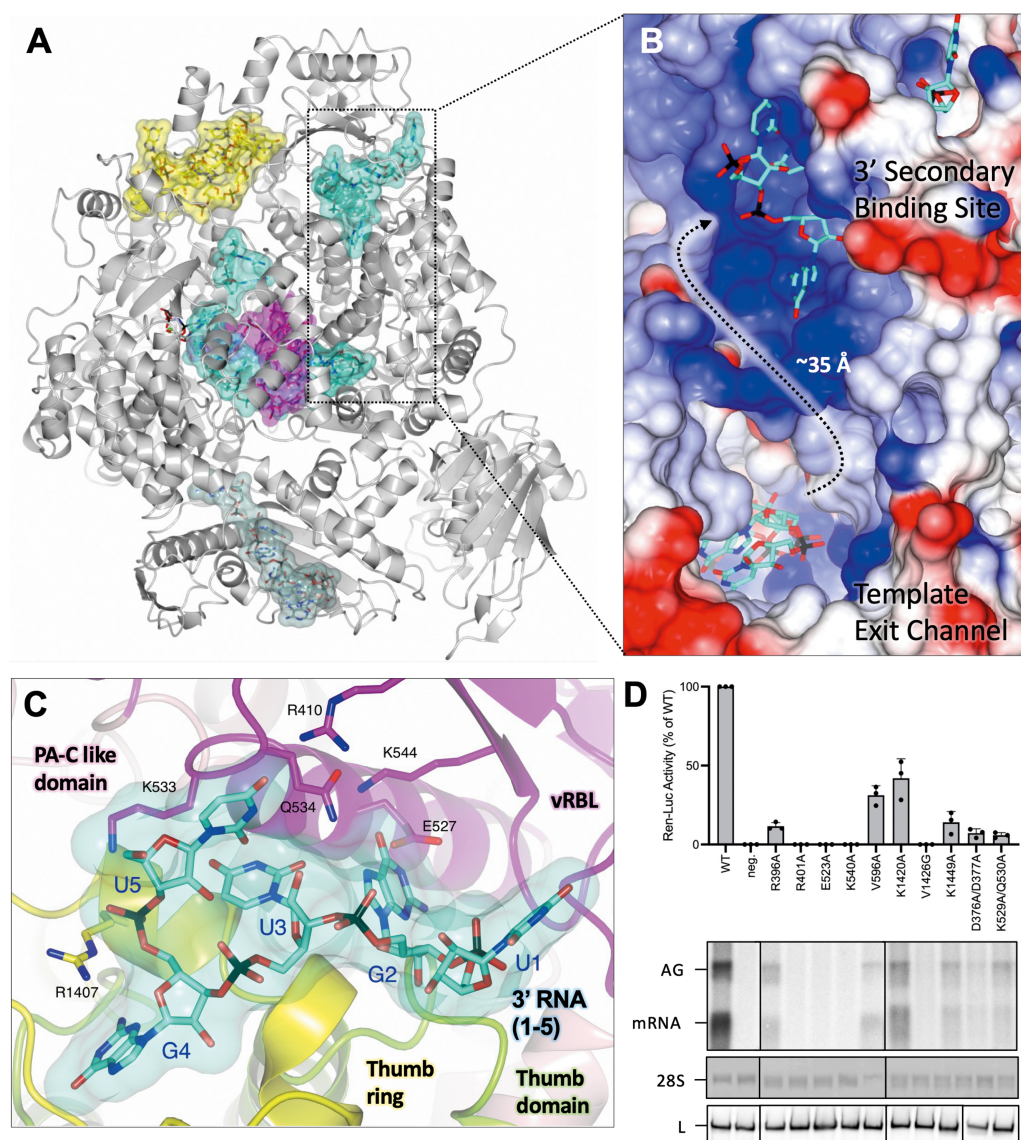 A
B
3’ Secondary
Binding Site
~35 Å
Template
Exit Channel
C
R410
PA-C like
domain
K544
vRBL
K533
Q534
E527
U5
U3
U1
G2
R1407
3’ RNA
(1-5)
G4
Thumb
ring
Thumb
domain
D
Ren-Luc Activity (% of WT)
100
50
0
WT
neg.
R396A
R401A
E523A
K540A
V596A
K1420A
V1426G
K1449A
D376A/D377A
K529A/Q530A
AG
mRNA
28S
L